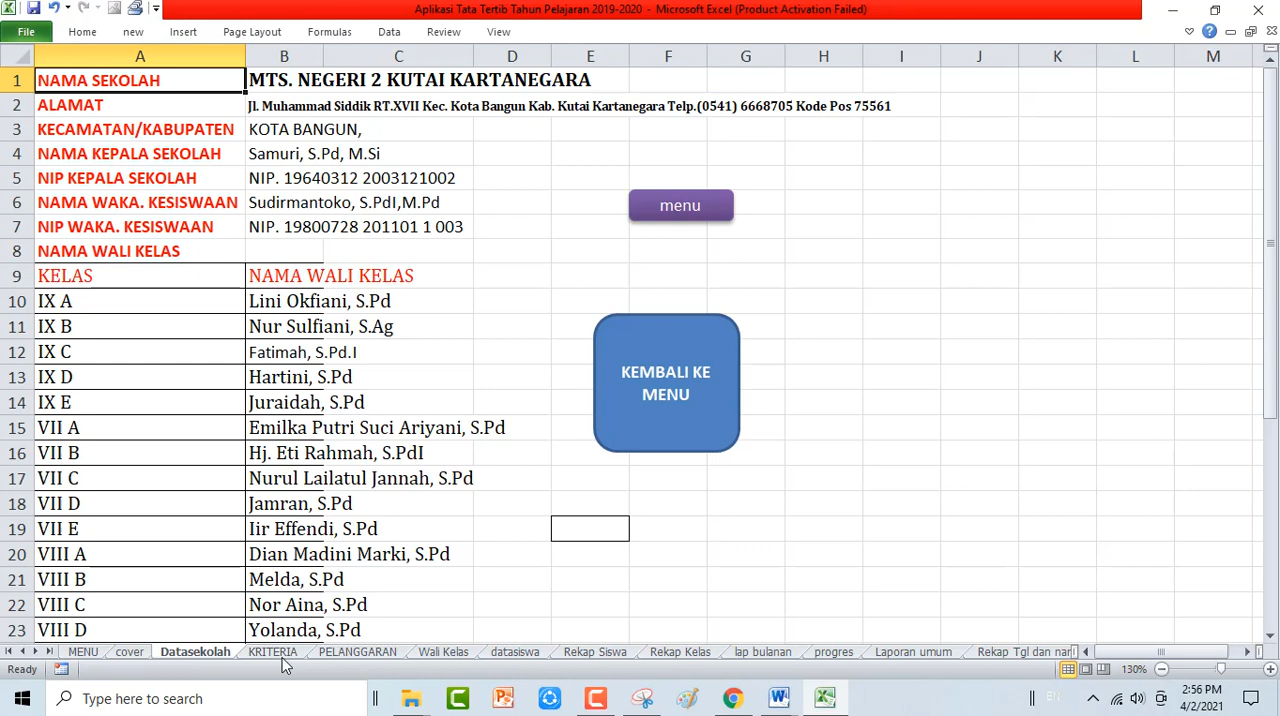 Aplikasi Tata Tertib Tahun Pelajaran 2019-2020 - Microsoft Excel (Product Activation Failed)
File Home new Insert Page Layout Formulas Data Review View
A B C D E F G H I J K L M
1 NAMA SEKOLAH MTS. NEGERI 2 KUTAI KARTANEGARA
2 ALAMAT Jl. Muhammad Siddik RT.XVII Kec. Kota Bangun Kab. Kutai Kartanegara Telp.(0541) 6668705 Kode Pos 75561
3 KECAMATAN/KABUPATEN KOTA BANGUN,
4 NAMA KEPALA SEKOLAH Samuri, S.Pd, M.Si
5 NIP KEPALA SEKOLAH NIP. 19640312 2003121002
6 NAMA WAKA. KESISWAAN Sudirmantoko, S.PdI,M.Pd
menu
7 NIP WAKA. KESISWAAN NIP. 19800728 201101 1 003
8 NAMA WALI KELAS
9 KELAS NAMA WALI KELAS
10 IX A Lini Okfiani, S.Pd
11 IX B Nur Sulfiani, S.Ag
12 IX C Fatimah, S.Pd.I
13 IX D Hartini, S.Pd
KEMBALI KE
MENU
14 IX E Juraidah, S.Pd
15 VII A Emilka Putri Suci Ariyani, S.Pd
16 VII B Hj. Eti Rahmah, S.PdI
17 VII C Nurul Lailatul Jannah, S.Pd
18 VII D Jamran, S.Pd
19 VII E Iir Effendi, S.Pd
20 VIII A Dian Madini Marki, S.Pd
21 VIII B Melda, S.Pd
22 VIII C Nor Aina, S.Pd
23 VIII D Yolanda, S.Pd
MENU cover Datasekolah KRITERIA PELANGGARAN Wali Kelas datasiswa Rekap Siswa Rekap Kelas lap bulanan progres Laporan umum Rekap Tgl dan nar
Ready 130%
Type here to search
EN
2:56 PM
4/2/2021